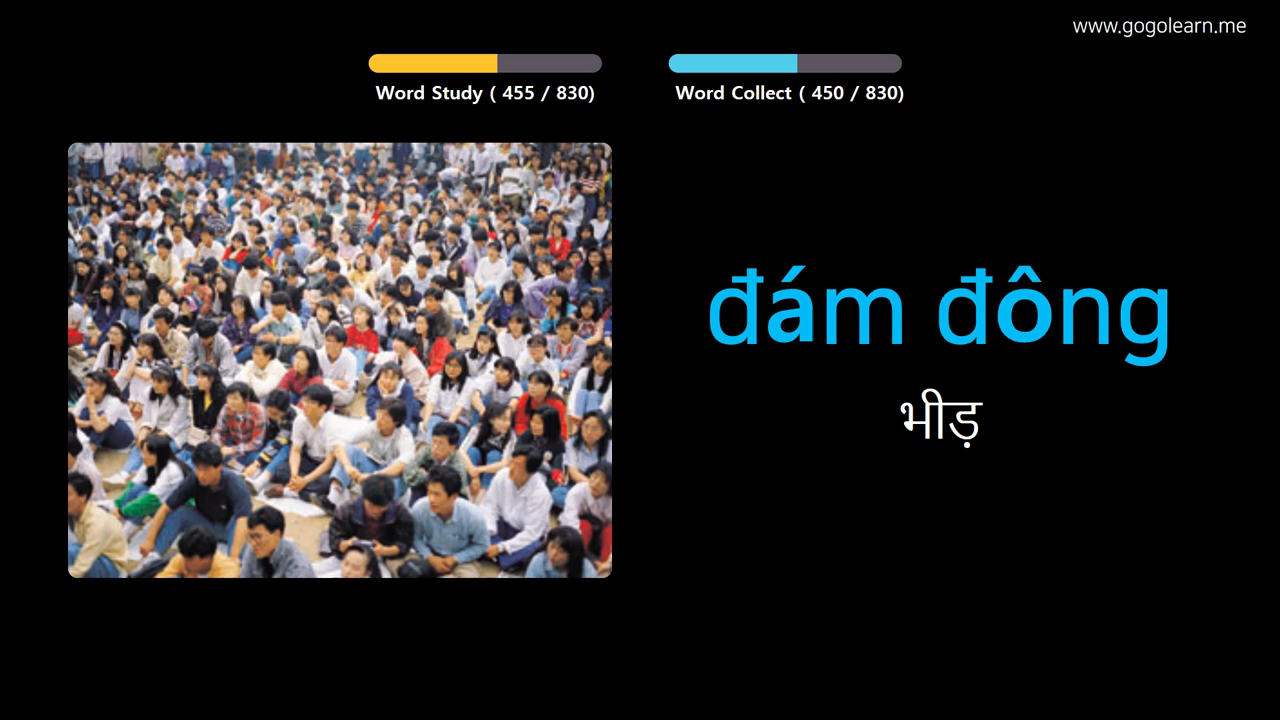 www.gogolearn.me
Word Study ( 455 / 830)
Word Collect ( 450 / 830)
đám đông
भीड़